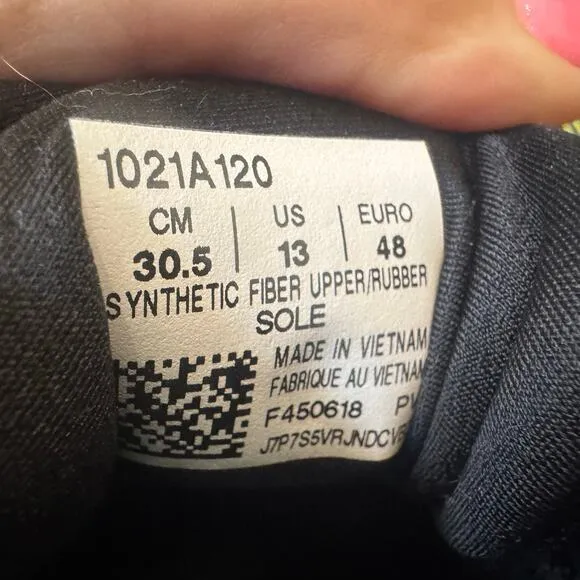 1021A120
CM | US | EURO
30.5 | 13 | 48
SYNTHETIC FIBER UPPER/RUBBER
SOLE
MADE IN VIETNAM
FABRIQUE AU VIETNAM
F450618